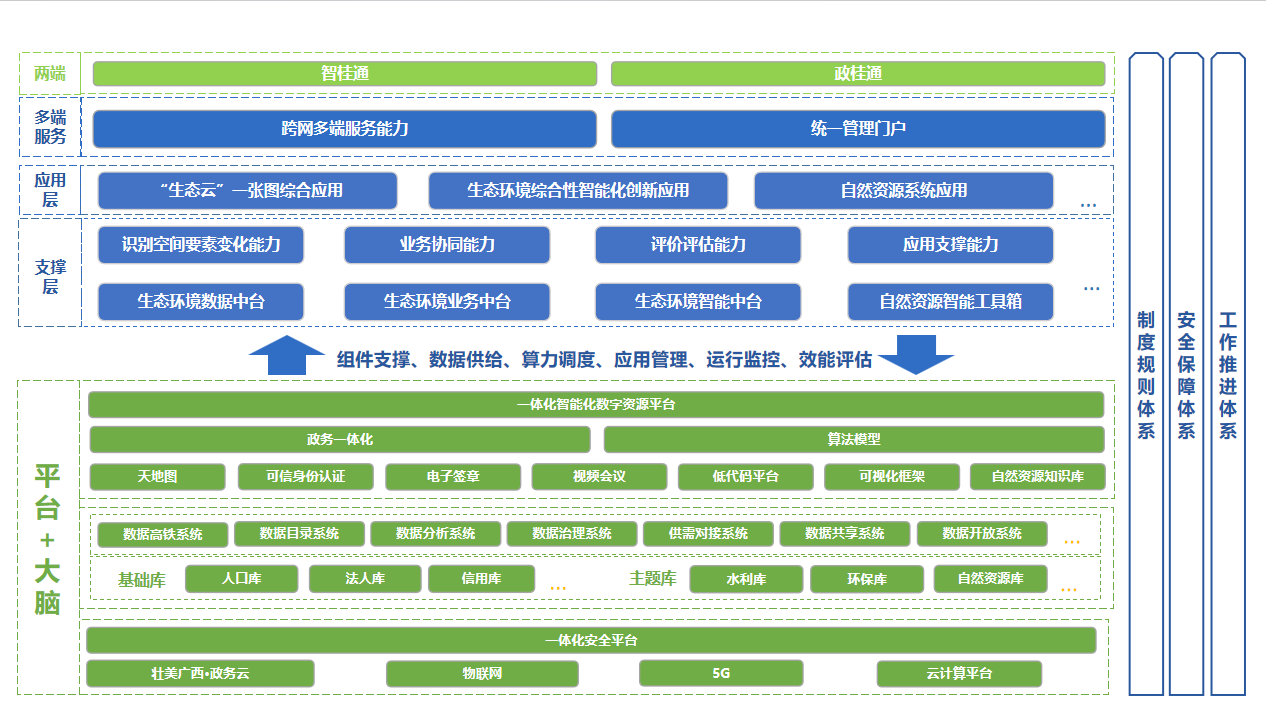 两端
智桂通
政桂通
多端
服务
跨网多端服务能力
统一管理门户
应用
层
“生态云”一张图综合应用
生态环境综合性智能化创新应用
自然资源系统应用
...
支撑
层
识别空间要素变化能力
业务协同能力
评价评估能力
应用支撑能力
生态环境数据中台
生态环境业务中台
生态环境智能中台
自然资源智能工具箱
...
组件支撑、数据供给、算力调度、应用管理、运行监控、效能评估
平
台
+
大
脑
一体化智能化数字资源平台
政务一体化
算法模型
天地图
可信身份认证
电子签章
视频会议
低代码平台
可视化框架
自然资源知识库
数据高铁系统
数据目录系统
数据分析系统
数据治理系统
供需对接系统
数据共享系统
数据开放系统
...
基础库
人口库
法人库
信用库
...
主题库
水利库
环保库
自然资源库
...
一体化安全平台
壮美广西•政务云
物联网
5G
云计算平台
制度规则体系
安全保障体系
工作推进体系